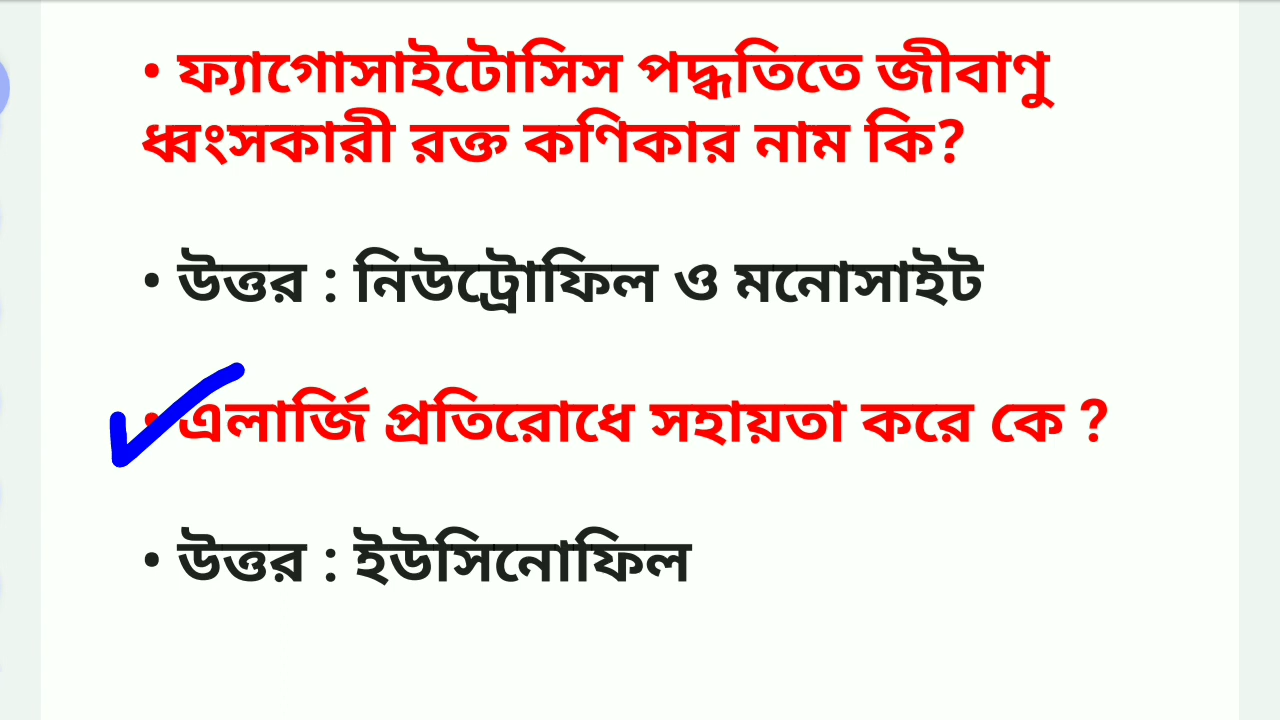 • ফ্যাগোসাইটোসিস পদ্ধতিতে জীবাণু
ধ্বংসকারী রক্ত কণিকার নাম কি?
• উত্তর : নিউট্রোফিল ও মনোসাইট
• এলার্জি প্রতিরোধে সহায়তা করে কে ?
• উত্তর : ইউসিনোফিল